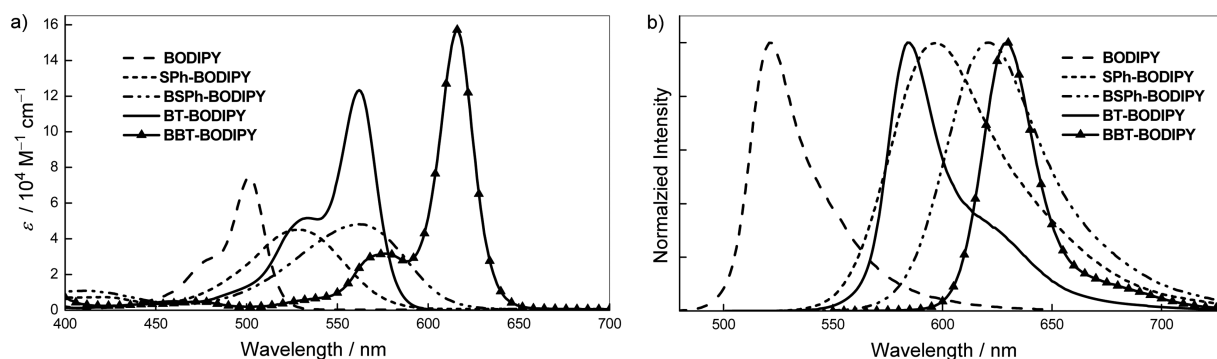 a)
ε / 10⁴ M⁻¹ cm⁻¹
16
14
12
10
8
6
4
2
0
BODIPY
SPh-BODIPY
BSPh-BODIPY
BT-BODIPY
BBT-BODIPY
400 450 500 550 600 650 700
Wavelength / nm
b)
Normalzied Intensity
BODIPY
SPh-BODIPY
BSPh-BODIPY
BT-BODIPY
BBT-BODIPY
500 550 600 650 700
Wavelength / nm